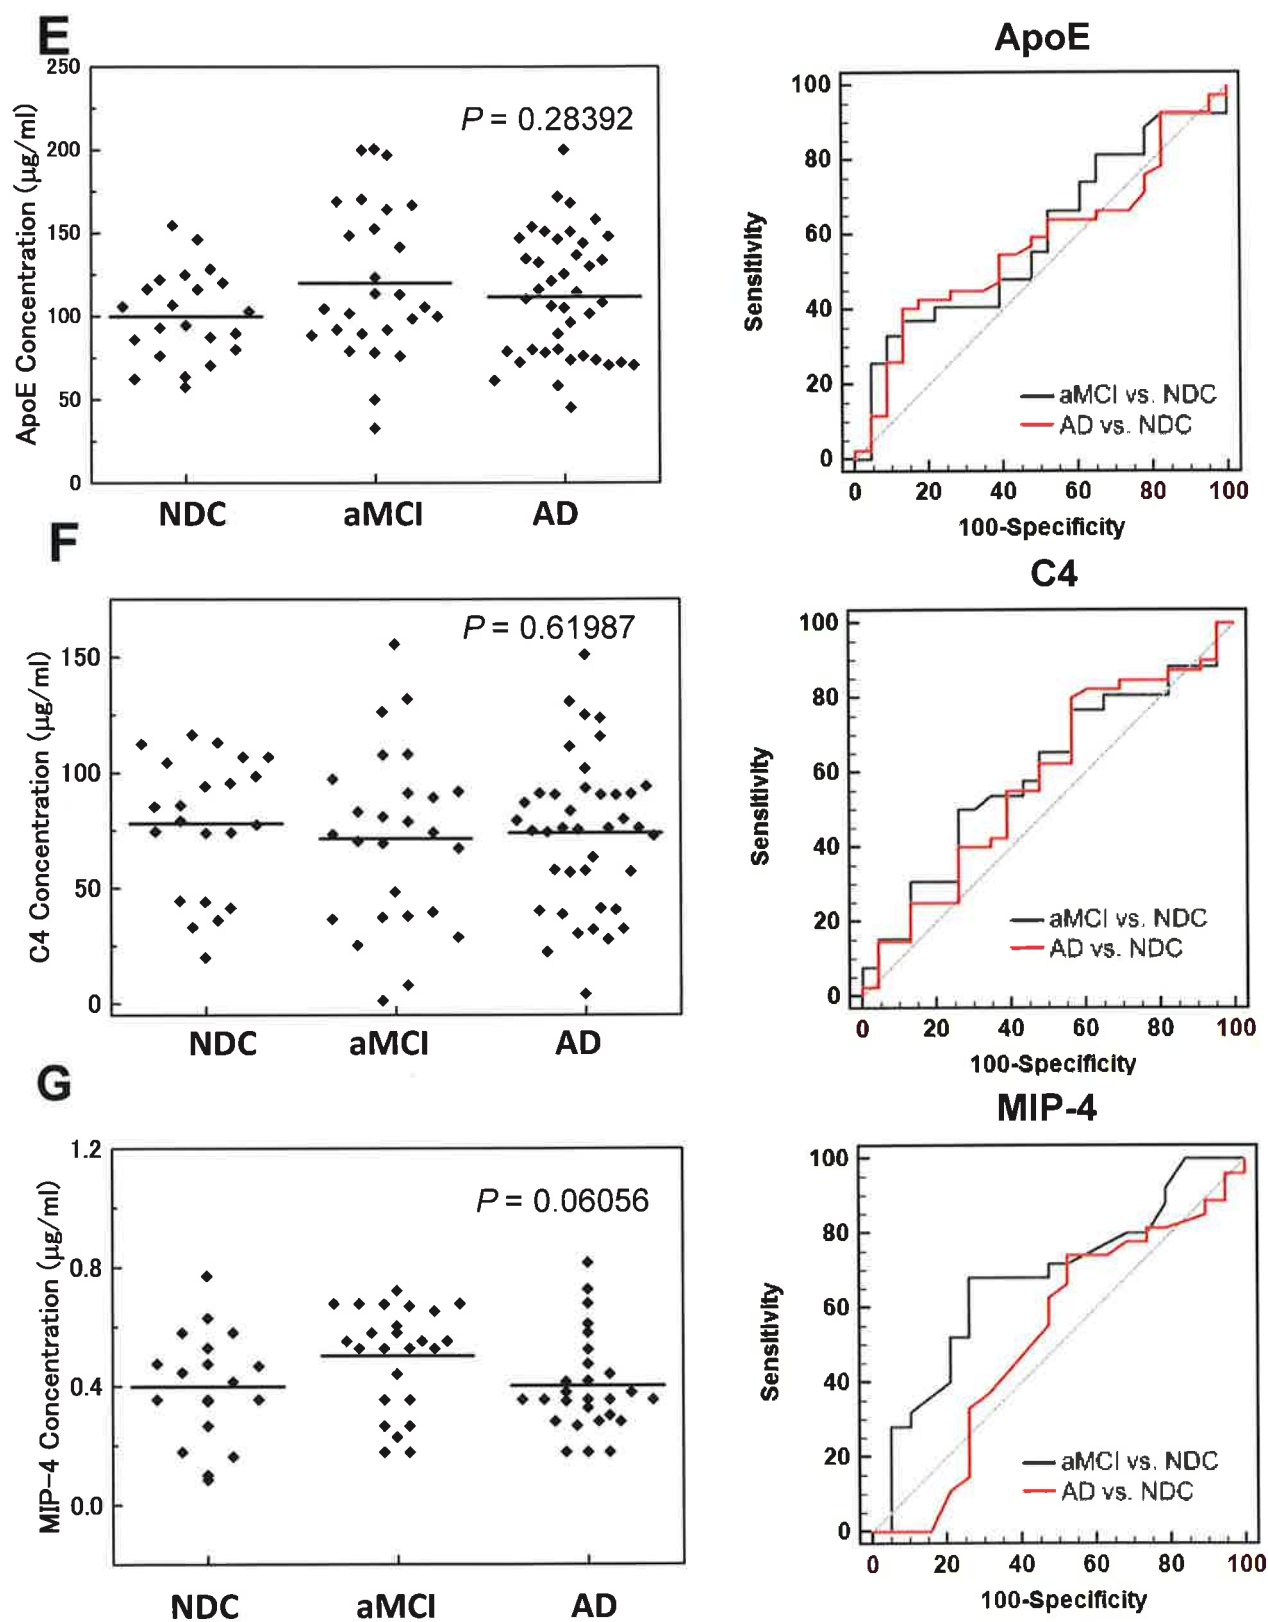 E
ApoE Concentration (μg/ml)
250
200
150
100
50
0
P = 0.28392
NDC aMCI AD
ApoE
Sensitivity
100
80
60
40
20
0
aMCI vs. NDC
AD vs. NDC
0 20 40 60 80 100
100-Specificity
F
C4 Concentration (μg/ml)
150
100
50
0
P = 0.61987
NDC aMCI AD
C4
Sensitivity
100
80
60
40
20
0
aMCI vs. NDC
AD vs. NDC
0 20 40 60 80 100
100-Specificity
G
MIP-4 Concentration (μg/ml)
1.2
0.8
0.4
0.0
P = 0.06056
NDC aMCI AD
MIP-4
Sensitivity
100
80
60
40
20
0
aMCI vs. NDC
AD vs. NDC
0 20 40 60 80 100
100-Specificity